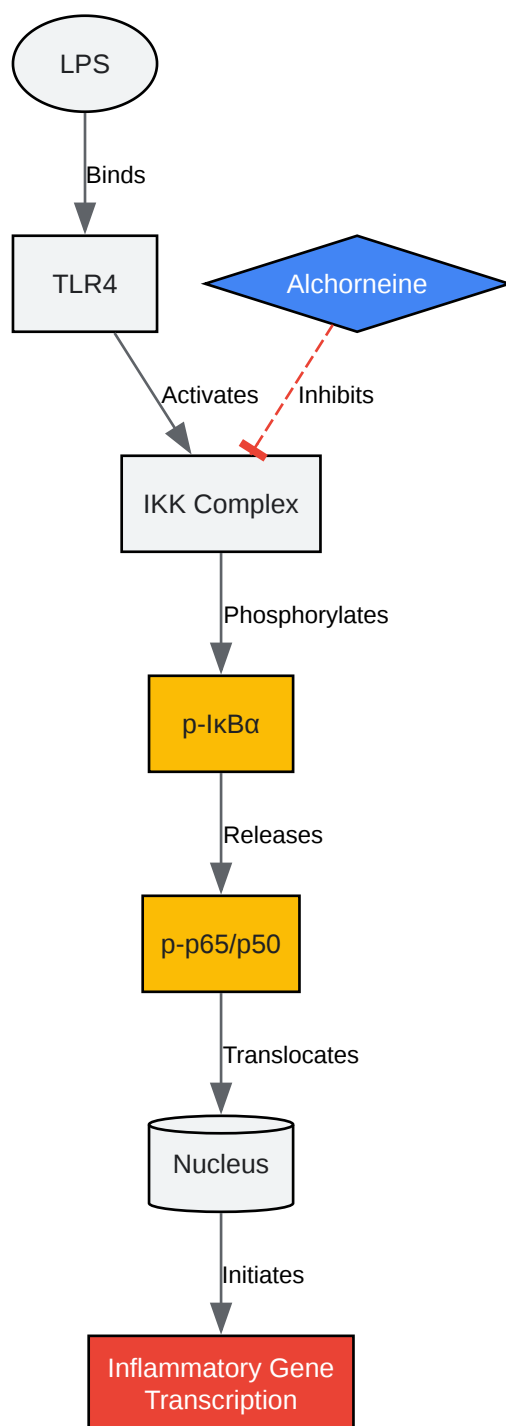 LPS
Binds
TLR4
Alchorneine
Activates
Inhibits
IKK Complex
Phosphorylates
p-IκBα
Releases
p-p65/p50
Translocates
Nucleus
Initiates
Inflammatory Gene
Transcription